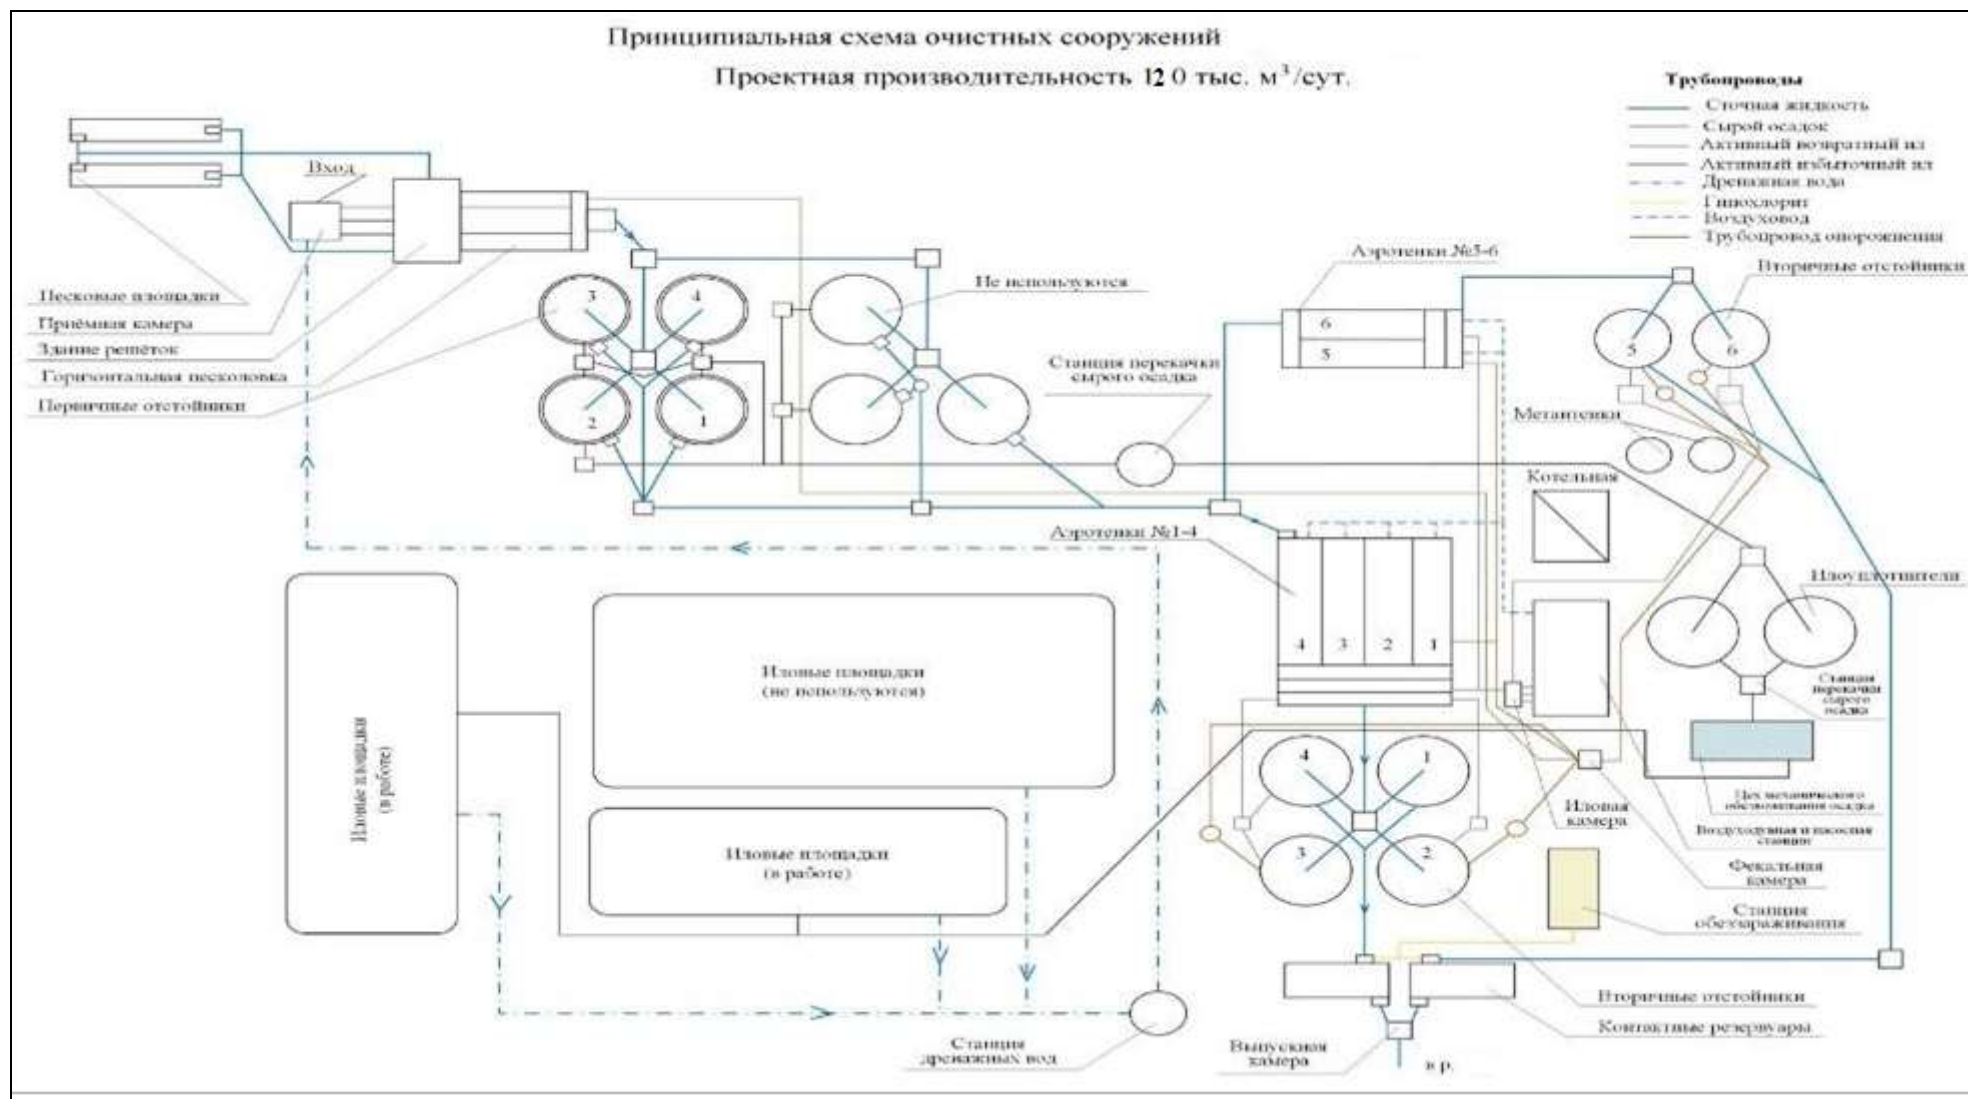 Принципиальная схема очистных сооружений
Проектная производительность 120 тыс. м³/сут.
Трубопроводы
Сточная жидкость
Сырой осадок
Активный возвратный ил
Активный избыточный ил
Дренажная вода
Гипохлорит
Воздуховод
Трубопровод опорожнения
Вход
Песковые площадки
Приёмная камера
Здание решёток
Горизонтальная песколовка
Первичные отстойники
3
4
2
1
Не используются
Станция перекачки
сырого осадка
Аэротенки №5-6
6
5
Вторичные отстойники
5
6
Метантенки
Котельная
Аэротенки №1-4
4
3
2
1
Илоуплотнители
Станция
перекачки
сырого
осадка
Цех механического
обезвоживания осадка
Воздуходувная и насосная
станции
Иловая
камера
Фекальная
камера
Станция
обеззараживания
4
1
3
2
Вторичные отстойники
Контактные резервуары
Выпускная
камера
в р.
Иловые площадки
(в работе)
Иловые площадки
(не используются)
Иловые площадки
(в работе)
Станция
дренажных вод